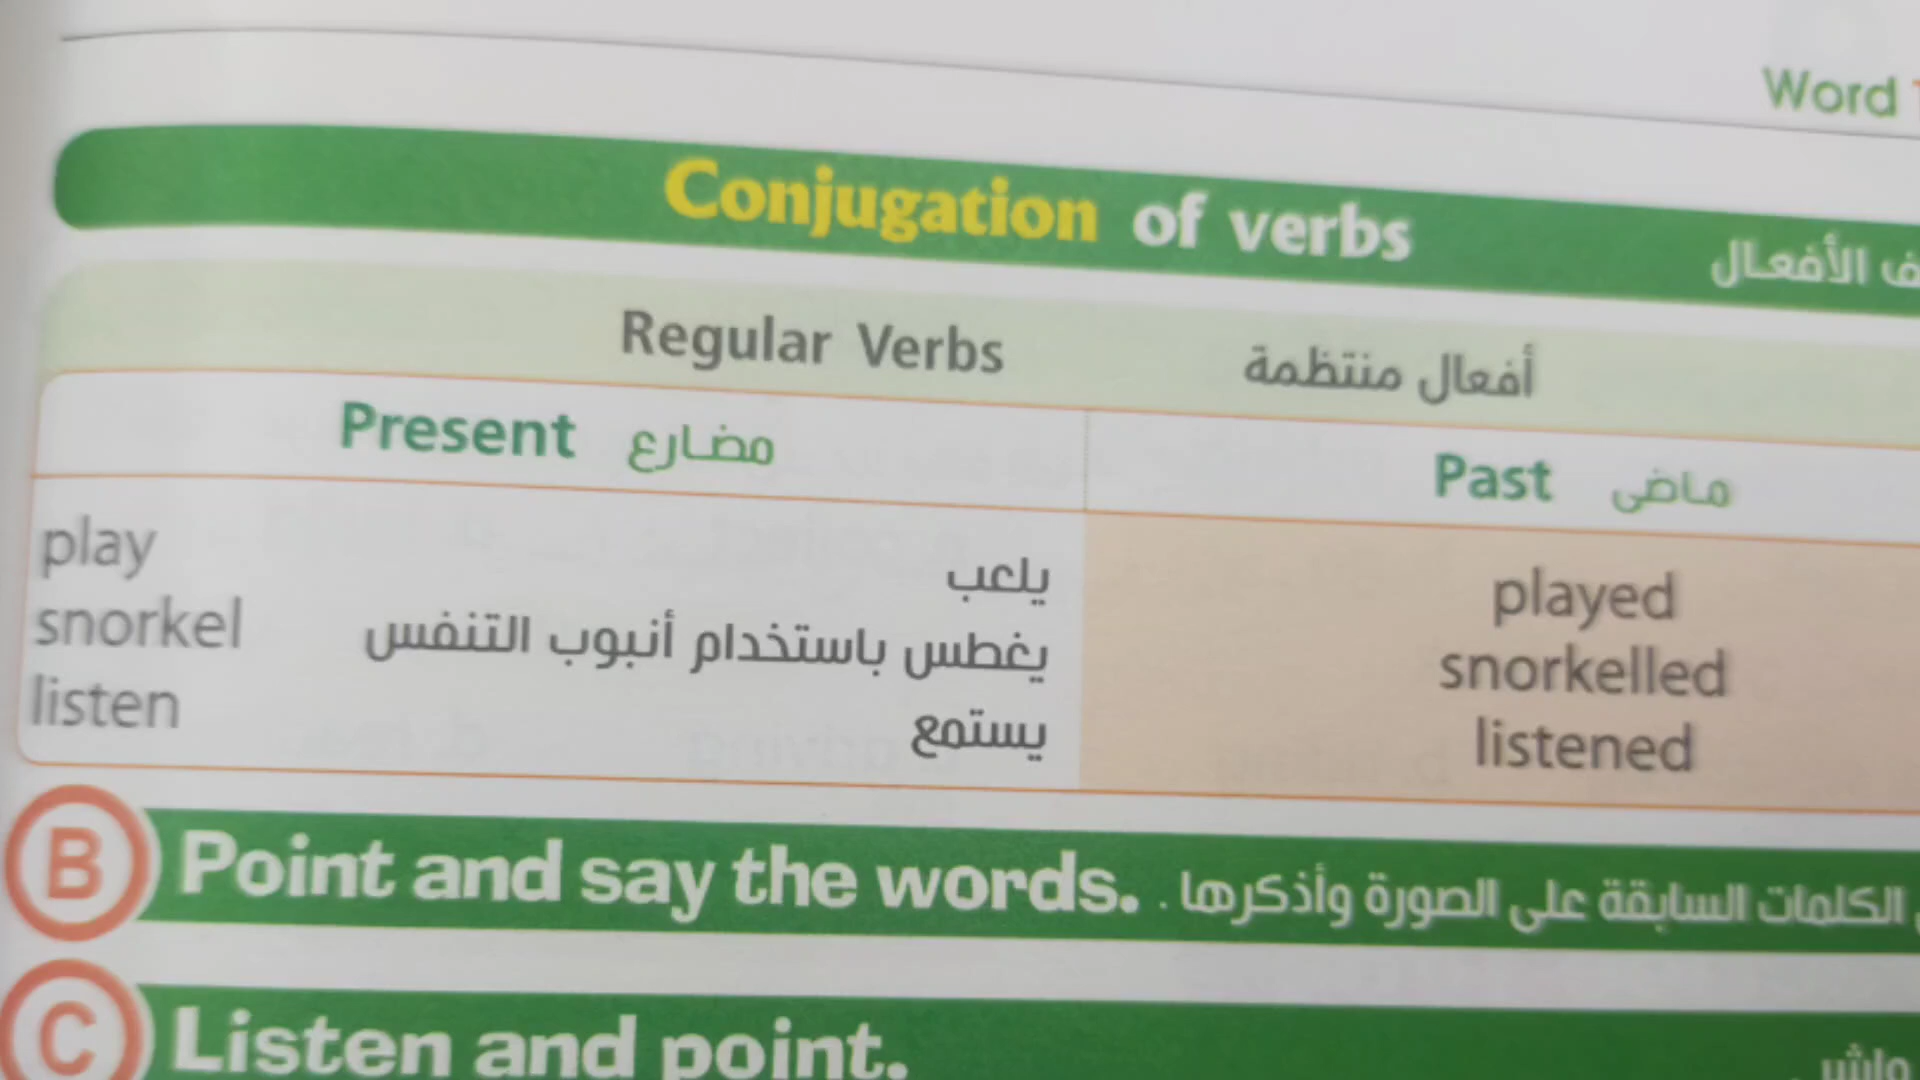 Word
Conjugation of verbs الأفعال
Regular Verbs أفعال منتظمة
Present مضارع Past ماضى
play يلعب played
snorkel يغطس باستخدام أنبوب التنفس snorkelled
listen يستمع listened
B Point and say the words. الكلمات السابقة على الصورة وأذكرها .
C Listen and point.